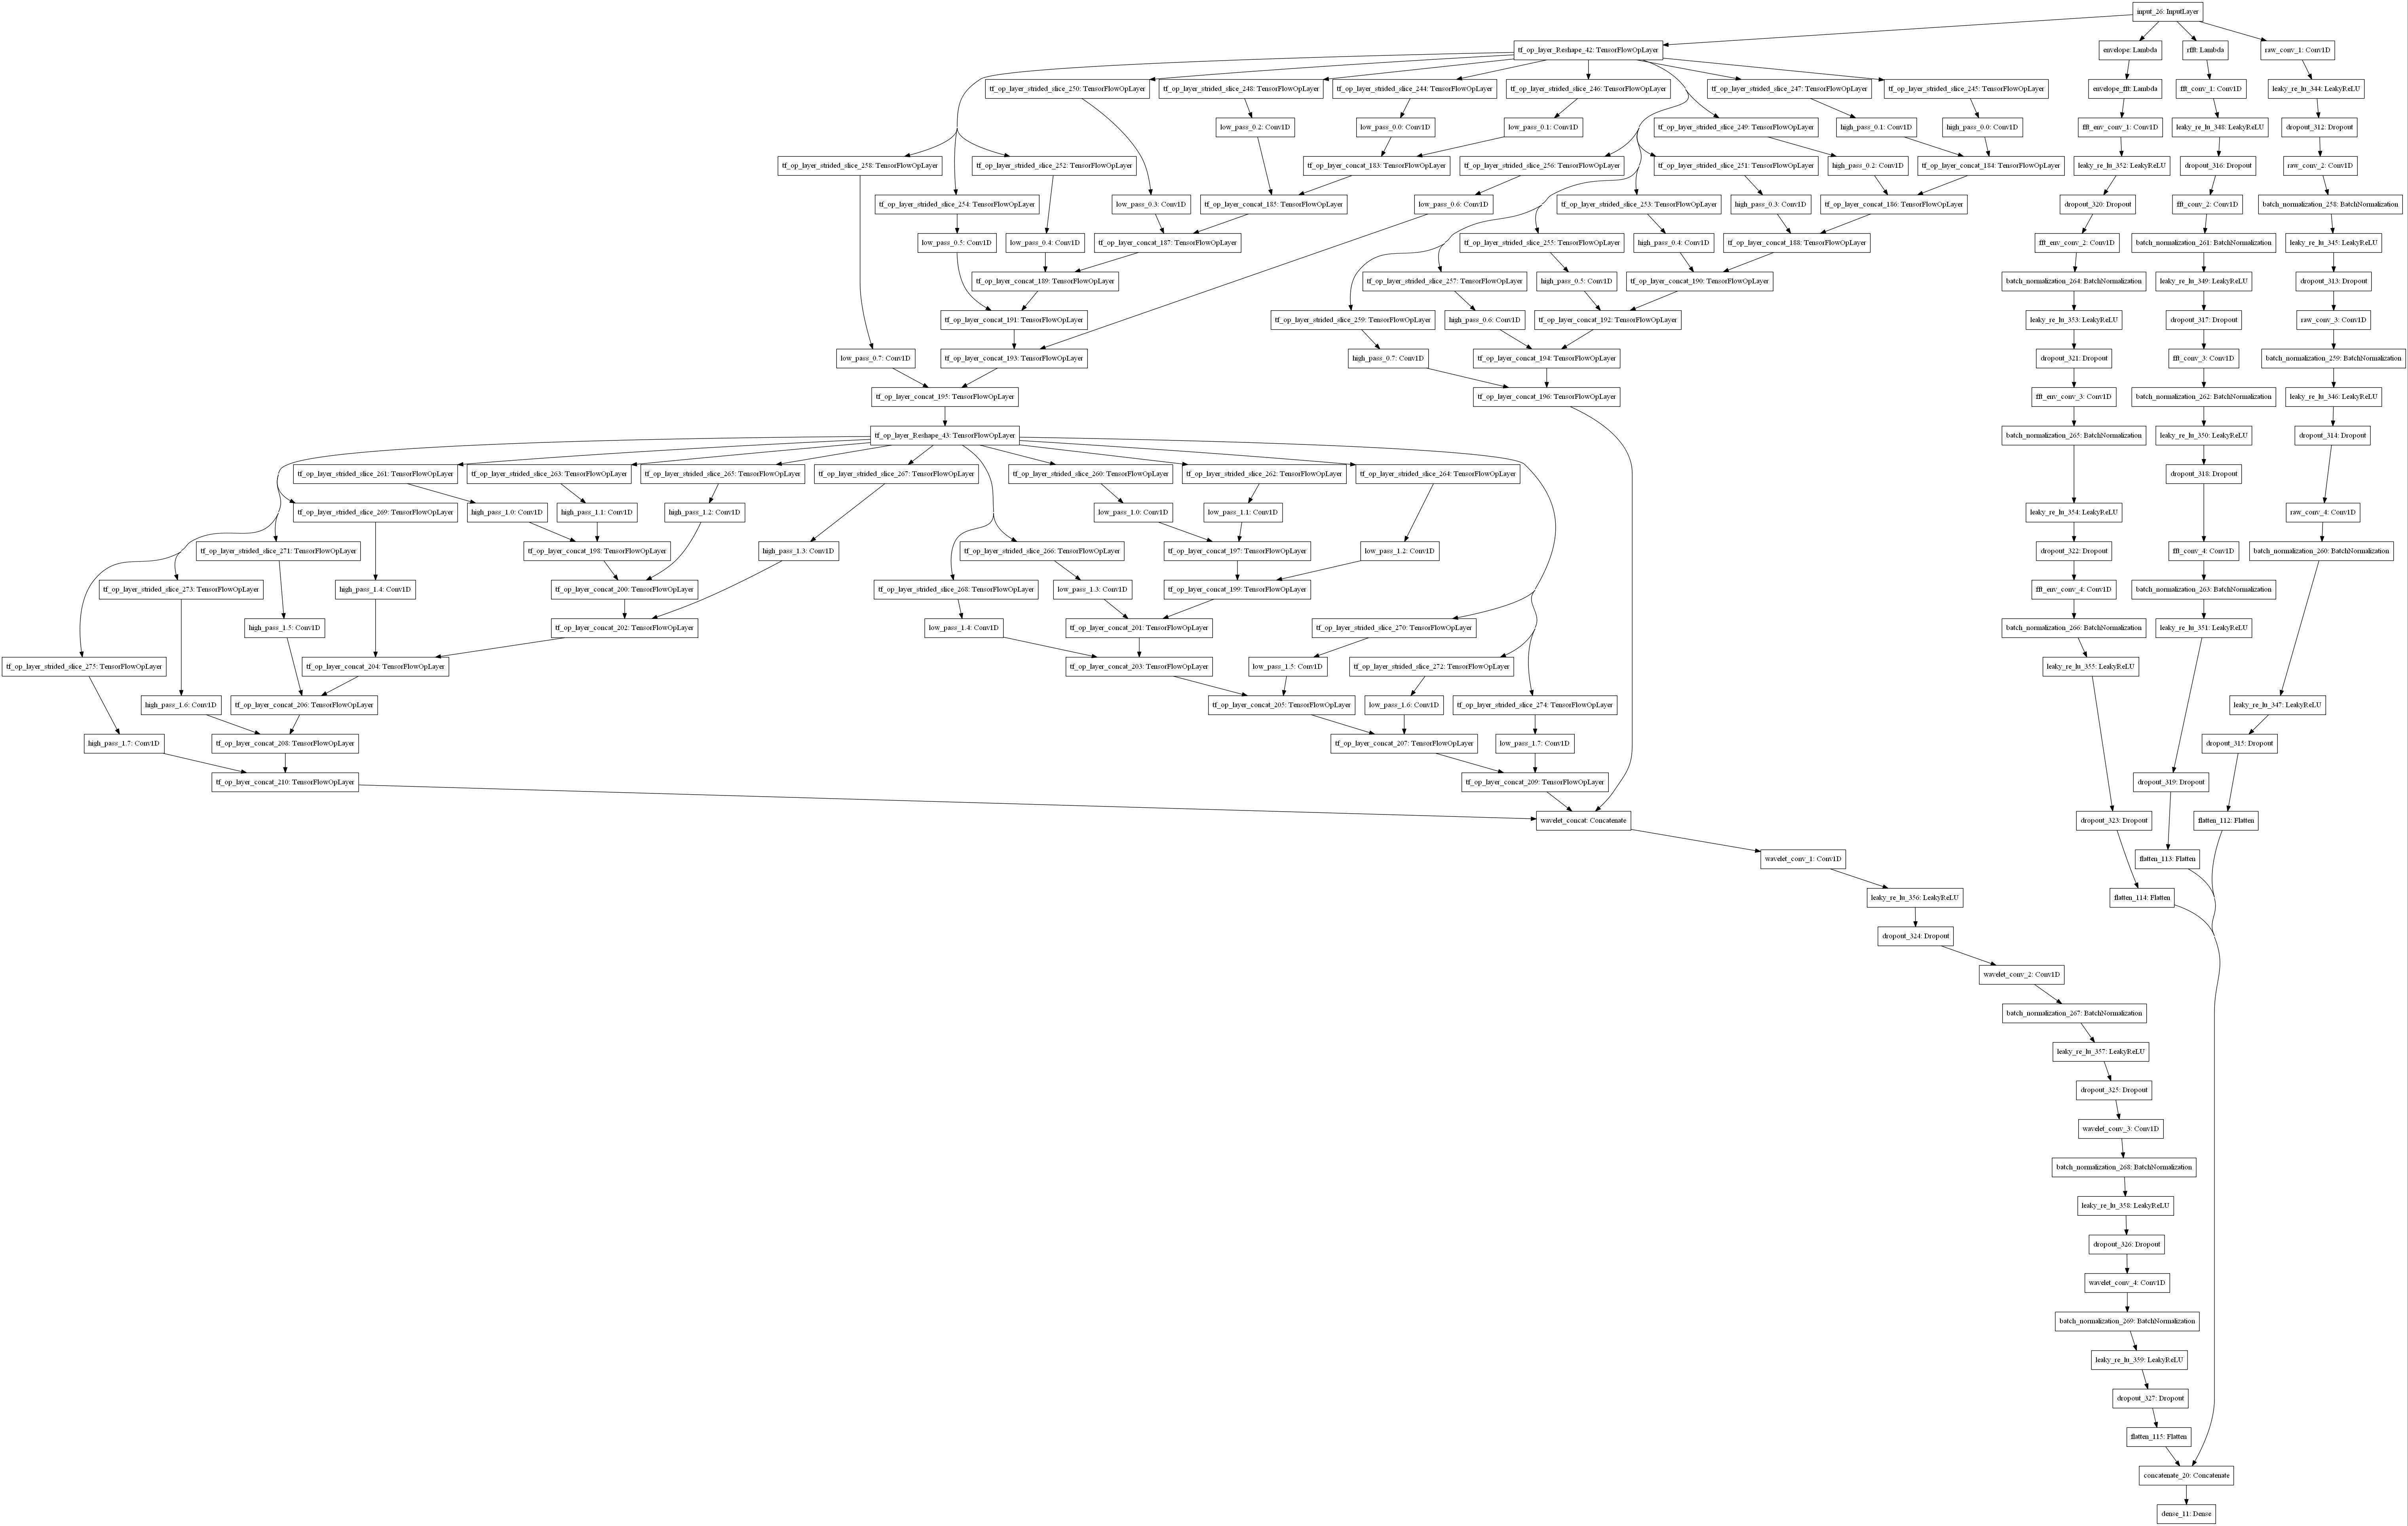 input_26: InputLayer
tf_op_layer_Reshape_42: TensorFlowOpLayer
envelope: Lambda
rfft: Lambda
raw_conv_1: Conv1D
tf_op_layer_strided_slice_250: TensorFlowOpLayer
tf_op_layer_strided_slice_248: TensorFlowOpLayer
tf_op_layer_strided_slice_244: TensorFlowOpLayer
tf_op_layer_strided_slice_246: TensorFlowOpLayer
tf_op_layer_strided_slice_247: TensorFlowOpLayer
tf_op_layer_strided_slice_245: TensorFlowOpLayer
envelope_fft: Lambda
fft_conv_1: Conv1D
leaky_re_lu_344: LeakyReLU
low_pass_0.2: Conv1D
low_pass_0.0: Conv1D
low_pass_0.1: Conv1D
tf_op_layer_strided_slice_249: TensorFlowOpLayer
high_pass_0.1: Conv1D
high_pass_0.0: Conv1D
fft_env_conv_1: Conv1D
leaky_re_lu_348: LeakyReLU
dropout_312: Dropout
tf_op_layer_strided_slice_258: TensorFlowOpLayer
tf_op_layer_strided_slice_252: TensorFlowOpLayer
tf_op_layer_concat_183: TensorFlowOpLayer
tf_op_layer_strided_slice_256: TensorFlowOpLayer
tf_op_layer_strided_slice_251: TensorFlowOpLayer
high_pass_0.2: Conv1D
tf_op_layer_concat_184: TensorFlowOpLayer
leaky_re_lu_352: LeakyReLU
dropout_316: Dropout
raw_conv_2: Conv1D
tf_op_layer_strided_slice_254: TensorFlowOpLayer
low_pass_0.3: Conv1D
tf_op_layer_concat_185: TensorFlowOpLayer
low_pass_0.6: Conv1D
tf_op_layer_strided_slice_253: TensorFlowOpLayer
high_pass_0.3: Conv1D
tf_op_layer_concat_186: TensorFlowOpLayer
dropout_320: Dropout
fft_conv_2: Conv1D
batch_normalization_258: BatchNormalization
low_pass_0.5: Conv1D
low_pass_0.4: Conv1D
tf_op_layer_concat_187: TensorFlowOpLayer
tf_op_layer_strided_slice_255: TensorFlowOpLayer
high_pass_0.4: Conv1D
tf_op_layer_concat_188: TensorFlowOpLayer
fft_env_conv_2: Conv1D
batch_normalization_261: BatchNormalization
leaky_re_lu_345: LeakyReLU
tf_op_layer_concat_189: TensorFlowOpLayer
tf_op_layer_strided_slice_257: TensorFlowOpLayer
high_pass_0.5: Conv1D
tf_op_layer_concat_190: TensorFlowOpLayer
batch_normalization_264: BatchNormalization
leaky_re_lu_349: LeakyReLU
dropout_313: Dropout
tf_op_layer_concat_191: TensorFlowOpLayer
tf_op_layer_strided_slice_259: TensorFlowOpLayer
high_pass_0.6: Conv1D
tf_op_layer_concat_192: TensorFlowOpLayer
leaky_re_lu_353: LeakyReLU
dropout_317: Dropout
raw_conv_3: Conv1D
low_pass_0.7: Conv1D
tf_op_layer_concat_193: TensorFlowOpLayer
high_pass_0.7: Conv1D
tf_op_layer_concat_194: TensorFlowOpLayer
dropout_321: Dropout
fft_conv_3: Conv1D
batch_normalization_259: BatchNormalization
tf_op_layer_concat_195: TensorFlowOpLayer
tf_op_layer_concat_196: TensorFlowOpLayer
fft_env_conv_3: Conv1D
batch_normalization_262: BatchNormalization
leaky_re_lu_346: LeakyReLU
tf_op_layer_Reshape_43: TensorFlowOpLayer
batch_normalization_265: BatchNormalization
leaky_re_lu_350: LeakyReLU
dropout_314: Dropout
tf_op_layer_strided_slice_261: TensorFlowOpLayer
tf_op_layer_strided_slice_263: TensorFlowOpLayer
tf_op_layer_strided_slice_265: TensorFlowOpLayer
tf_op_layer_strided_slice_267: TensorFlowOpLayer
tf_op_layer_strided_slice_260: TensorFlowOpLayer
tf_op_layer_strided_slice_262: TensorFlowOpLayer
tf_op_layer_strided_slice_264: TensorFlowOpLayer
dropout_318: Dropout
tf_op_layer_strided_slice_269: TensorFlowOpLayer
high_pass_1.0: Conv1D
high_pass_1.1: Conv1D
high_pass_1.2: Conv1D
low_pass_1.0: Conv1D
low_pass_1.1: Conv1D
leaky_re_lu_354: LeakyReLU
raw_conv_4: Conv1D
tf_op_layer_strided_slice_271: TensorFlowOpLayer
tf_op_layer_concat_198: TensorFlowOpLayer
high_pass_1.3: Conv1D
tf_op_layer_strided_slice_266: TensorFlowOpLayer
tf_op_layer_concat_197: TensorFlowOpLayer
low_pass_1.2: Conv1D
dropout_322: Dropout
fft_conv_4: Conv1D
batch_normalization_260: BatchNormalization
tf_op_layer_strided_slice_273: TensorFlowOpLayer
high_pass_1.4: Conv1D
tf_op_layer_concat_200: TensorFlowOpLayer
tf_op_layer_strided_slice_268: TensorFlowOpLayer
low_pass_1.3: Conv1D
tf_op_layer_concat_199: TensorFlowOpLayer
fft_env_conv_4: Conv1D
batch_normalization_263: BatchNormalization
high_pass_1.5: Conv1D
tf_op_layer_concat_202: TensorFlowOpLayer
low_pass_1.4: Conv1D
tf_op_layer_concat_201: TensorFlowOpLayer
tf_op_layer_strided_slice_270: TensorFlowOpLayer
batch_normalization_266: BatchNormalization
leaky_re_lu_351: LeakyReLU
tf_op_layer_strided_slice_275: TensorFlowOpLayer
tf_op_layer_concat_204: TensorFlowOpLayer
tf_op_layer_concat_203: TensorFlowOpLayer
low_pass_1.5: Conv1D
tf_op_layer_strided_slice_272: TensorFlowOpLayer
leaky_re_lu_355: LeakyReLU
high_pass_1.6: Conv1D
tf_op_layer_concat_206: TensorFlowOpLayer
tf_op_layer_concat_205: TensorFlowOpLayer
low_pass_1.6: Conv1D
tf_op_layer_strided_slice_274: TensorFlowOpLayer
leaky_re_lu_347: LeakyReLU
high_pass_1.7: Conv1D
tf_op_layer_concat_208: TensorFlowOpLayer
tf_op_layer_concat_207: TensorFlowOpLayer
low_pass_1.7: Conv1D
dropout_315: Dropout
tf_op_layer_concat_210: TensorFlowOpLayer
tf_op_layer_concat_209: TensorFlowOpLayer
dropout_319: Dropout
wavelet_concat: Concatenate
dropout_323: Dropout
flatten_112: Flatten
wavelet_conv_1: Conv1D
flatten_113: Flatten
leaky_re_lu_356: LeakyReLU
flatten_114: Flatten
dropout_324: Dropout
wavelet_conv_2: Conv1D
batch_normalization_267: BatchNormalization
leaky_re_lu_357: LeakyReLU
dropout_325: Dropout
wavelet_conv_3: Conv1D
batch_normalization_268: BatchNormalization
leaky_re_lu_358: LeakyReLU
dropout_326: Dropout
wavelet_conv_4: Conv1D
batch_normalization_269: BatchNormalization
leaky_re_lu_359: LeakyReLU
dropout_327: Dropout
flatten_115: Flatten
concatenate_20: Concatenate
dense_11: Dense